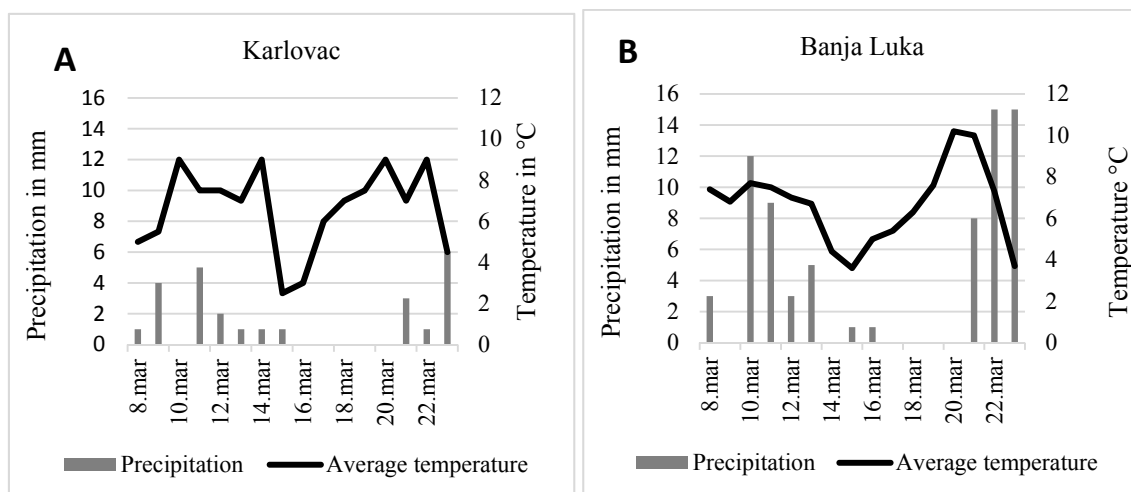 A
Karlovac
Precipitation in mm
16
14
12
10
8
6
4
2
0
12
10
8
6
4
2
0
Temperature in °C
8.mar
10.mar
12.mar
14.mar
16.mar
18.mar
20.mar
22.mar
Precipitation
Average temperature
B
Banja Luka
Precipitation in mm
16
14
12
10
8
6
4
2
0
12
10
8
6
4
2
0
Temperature °C
8.mar
10.mar
12.mar
14.mar
16.mar
18.mar
20.mar
22.mar
Precipitation
Average temperature